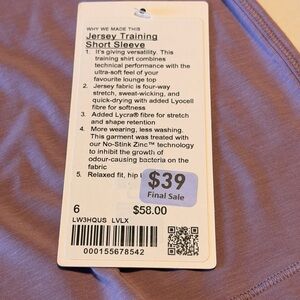 WHY WE MADE THIS
Jersey Training
Short Sleeve
1. It's giving versatility. This
training shirt combines
technical performance with the
ultra-soft feel of your
favourite lounge top
2. Jersey fabric is four-way
stretch, sweat-wicking, and
quick-drying with added Lyocell
fibre for softness
3. Added Lycra® fibre for stretch
and shape retention
4. More wearing, less washing.
This garment was treated with
our No-Stink Zinc™ technology
to inhibit the growth of
odour-causing bacteria on the
fabric
5. Relaxed fit, hip
$39
Final Sale
6 $58.00
LW3HQUS LVLX
000155678542